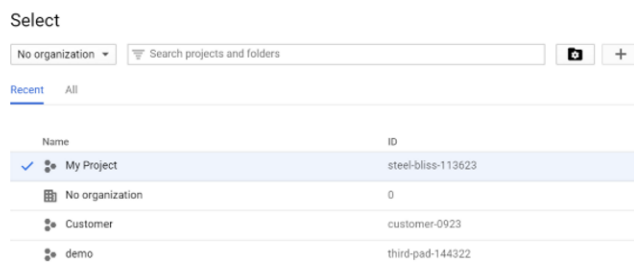 Select
No organization Search projects and folders
Recent All
Name ID
My Project steel-bliss-113623
No organization 0
Customer customer-0923
demo third-pad-144322